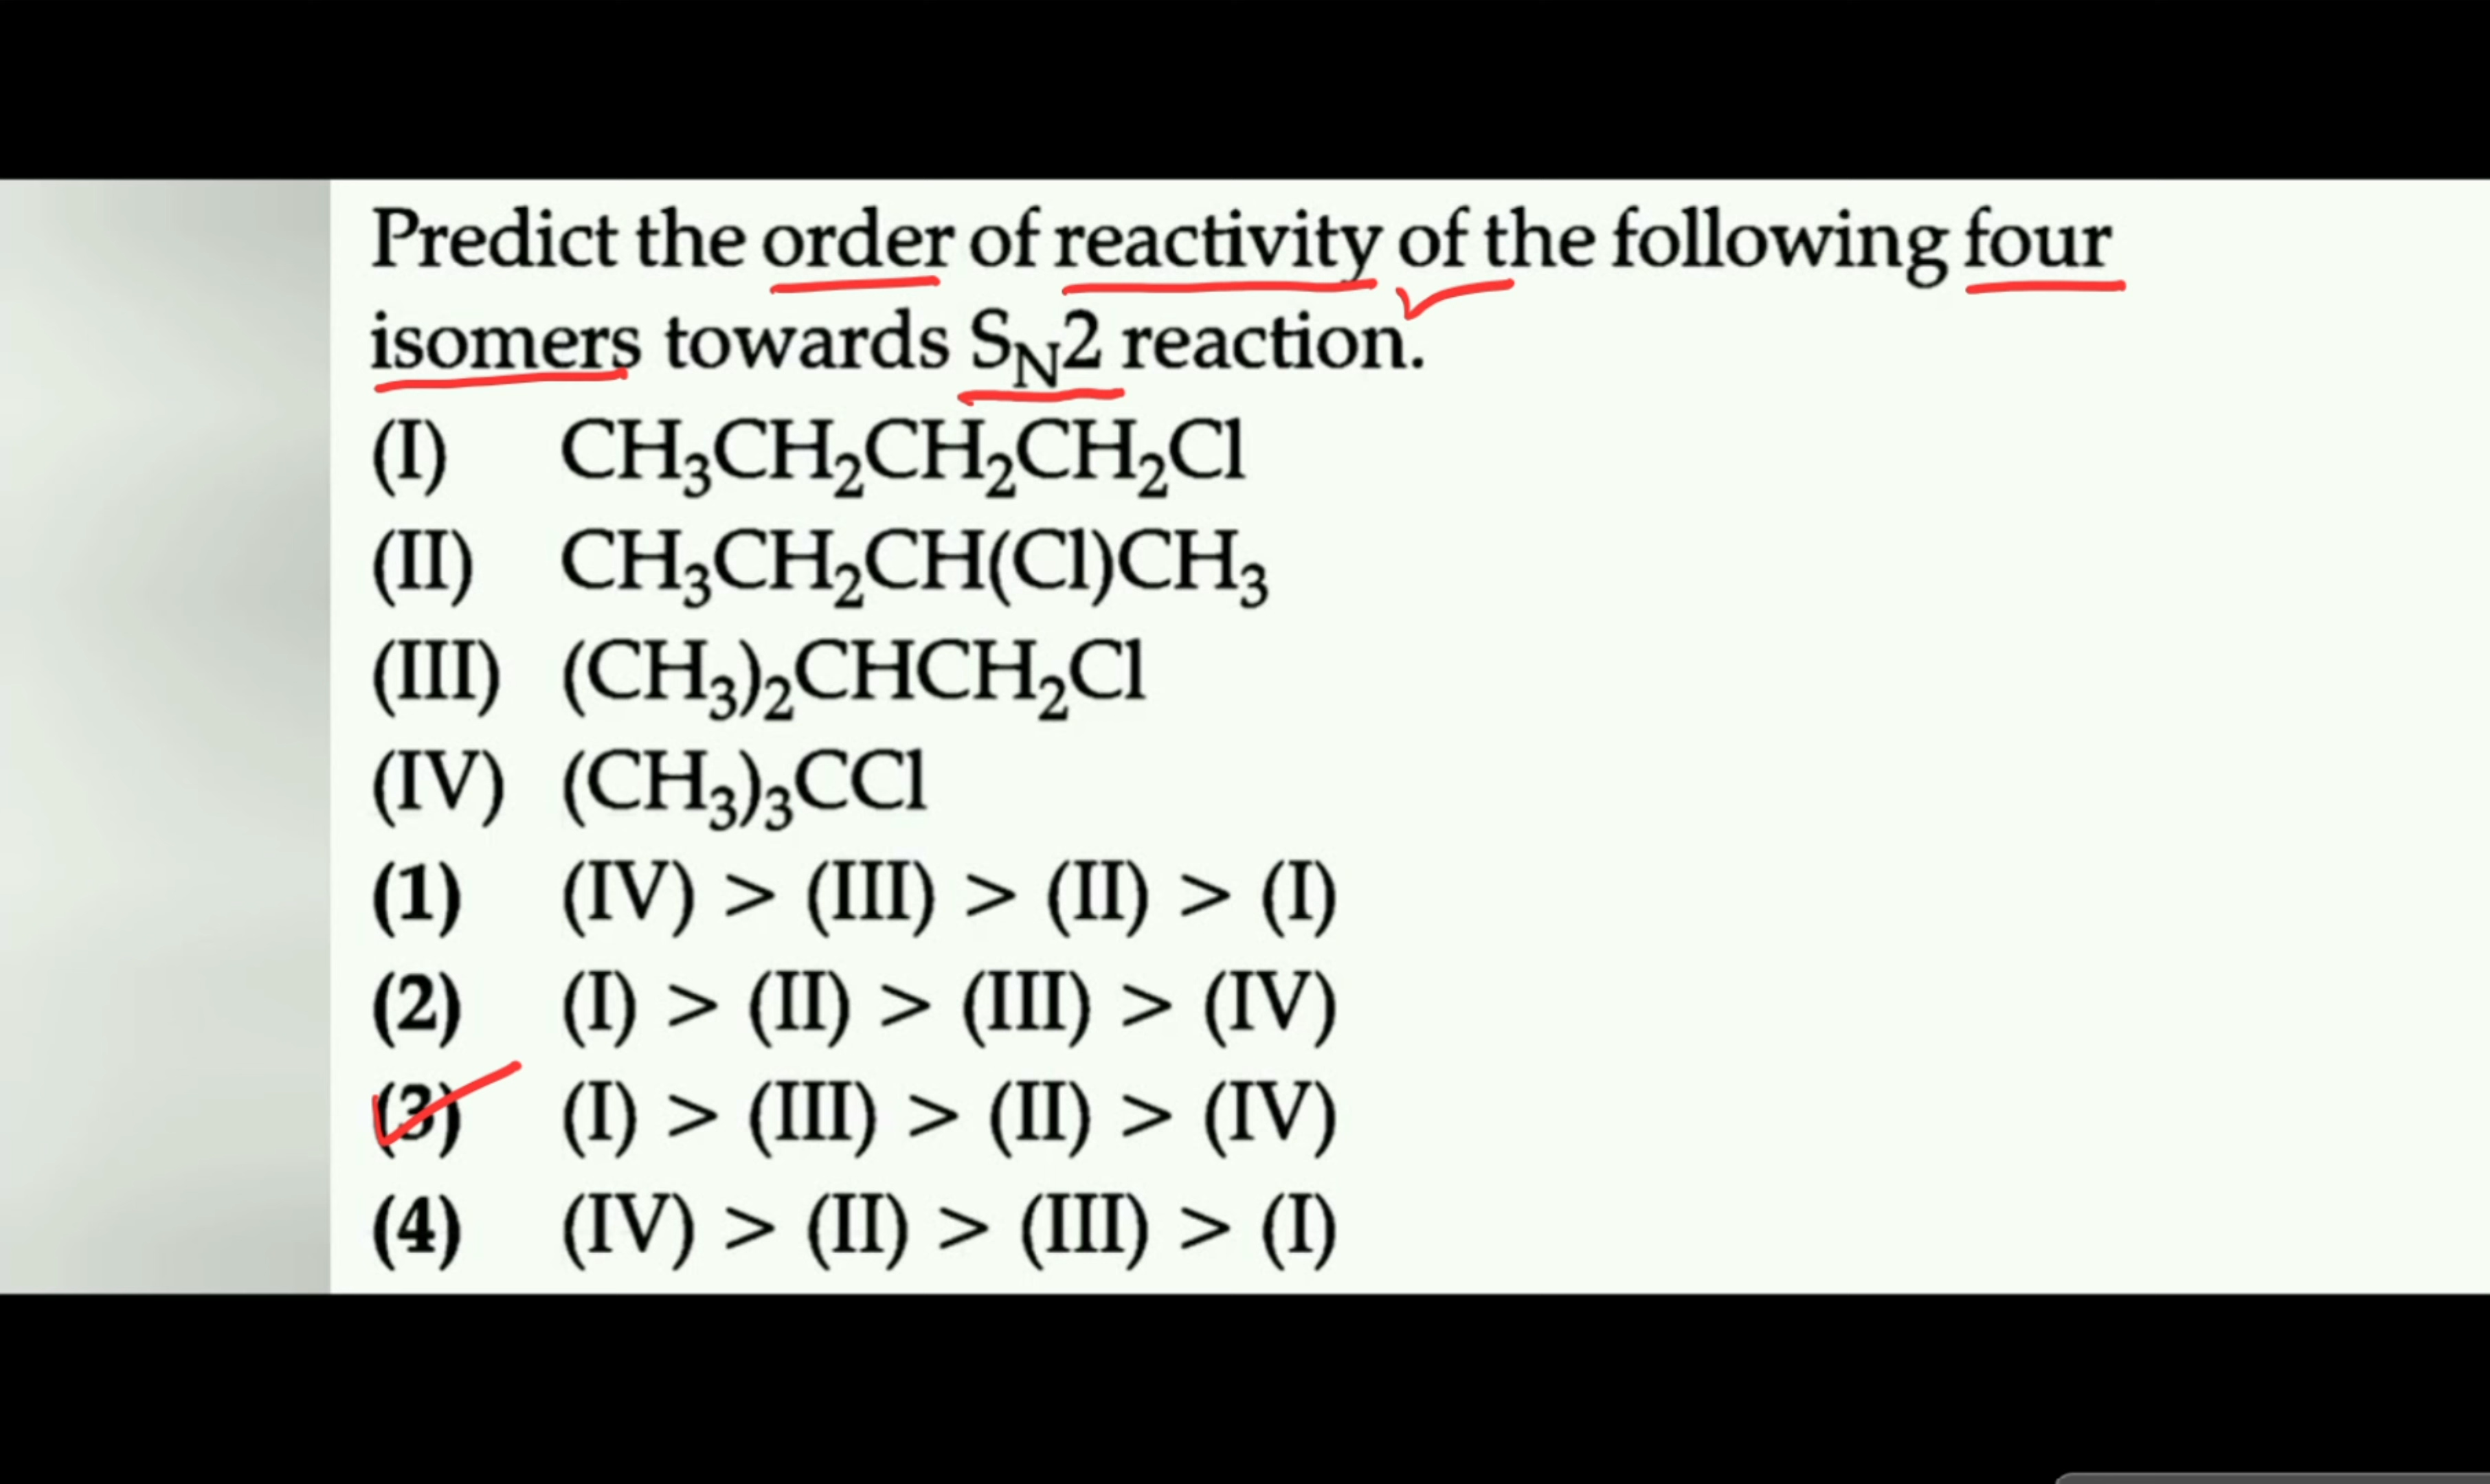 Predict the order of reactivity of the following four
isomers towards S_N2 reaction.
(I) CH₃CH₂CH₂CH₂Cl
(II) CH₃CH₂CH(Cl)CH₃
(III) (CH₃)₂CHCH₂Cl
(IV) (CH₃)₃CCl
(1) (IV) > (III) > (II) > (I)
(2) (I) > (II) > (III) > (IV)
(3) (I) > (III) > (II) > (IV)
(4) (IV) > (II) > (III) > (I)